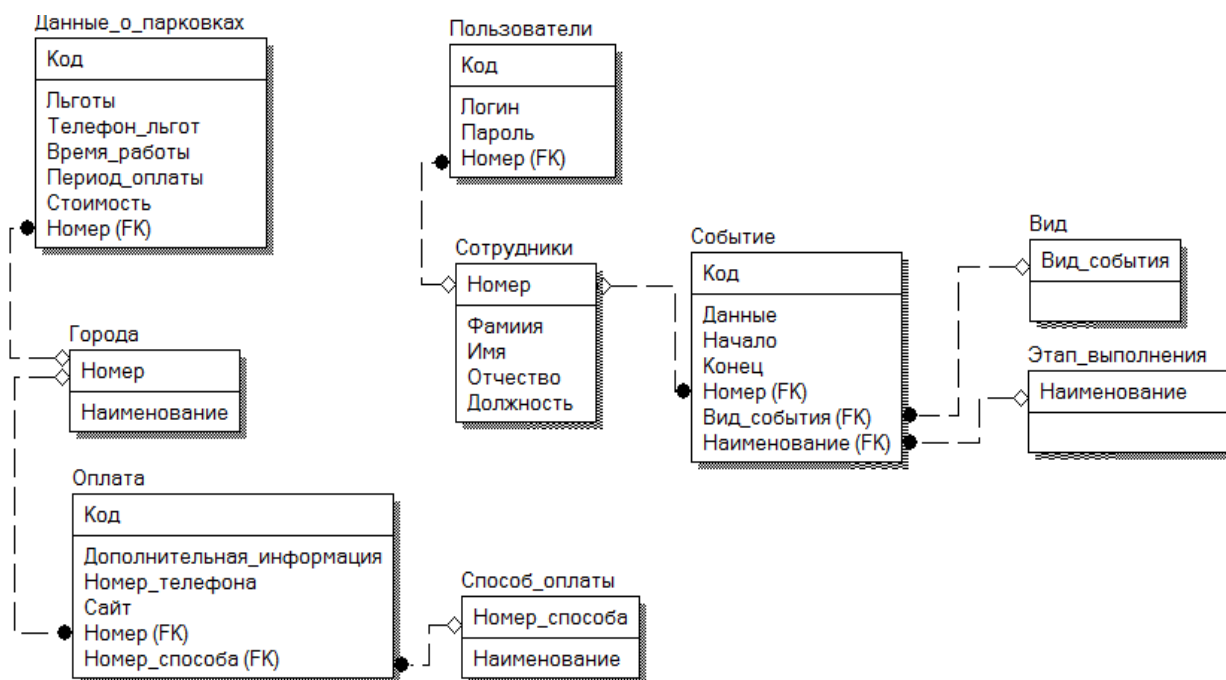 Данные_о_парковках
Код
Льготы
Телефон_льгот
Время_работы
Период_оплаты
Стоимость
Номер (FK)
Пользователи
Код
Логин
Пароль
Номер (FK)
Сотрудники
Номер
Фамиия
Имя
Отчество
Должность
Событие
Код
Данные
Начало
Конец
Номер (FK)
Вид_события (FK)
Наименование (FK)
Вид
Вид_события
Этап_выполнения
Наименование
Города
Номер
Наименование
Оплата
Код
Дополнительная_информация
Номер_телефона
Сайт
Номер (FK)
Номер_способа (FK)
Способ_оплаты
Номер_способа
Наименование